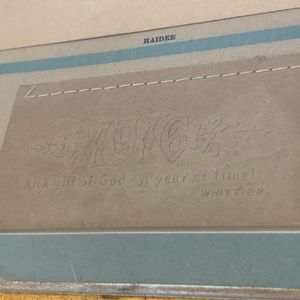 HAIDEE
1916
Rich gift of God - A year of time!
WHITTIER